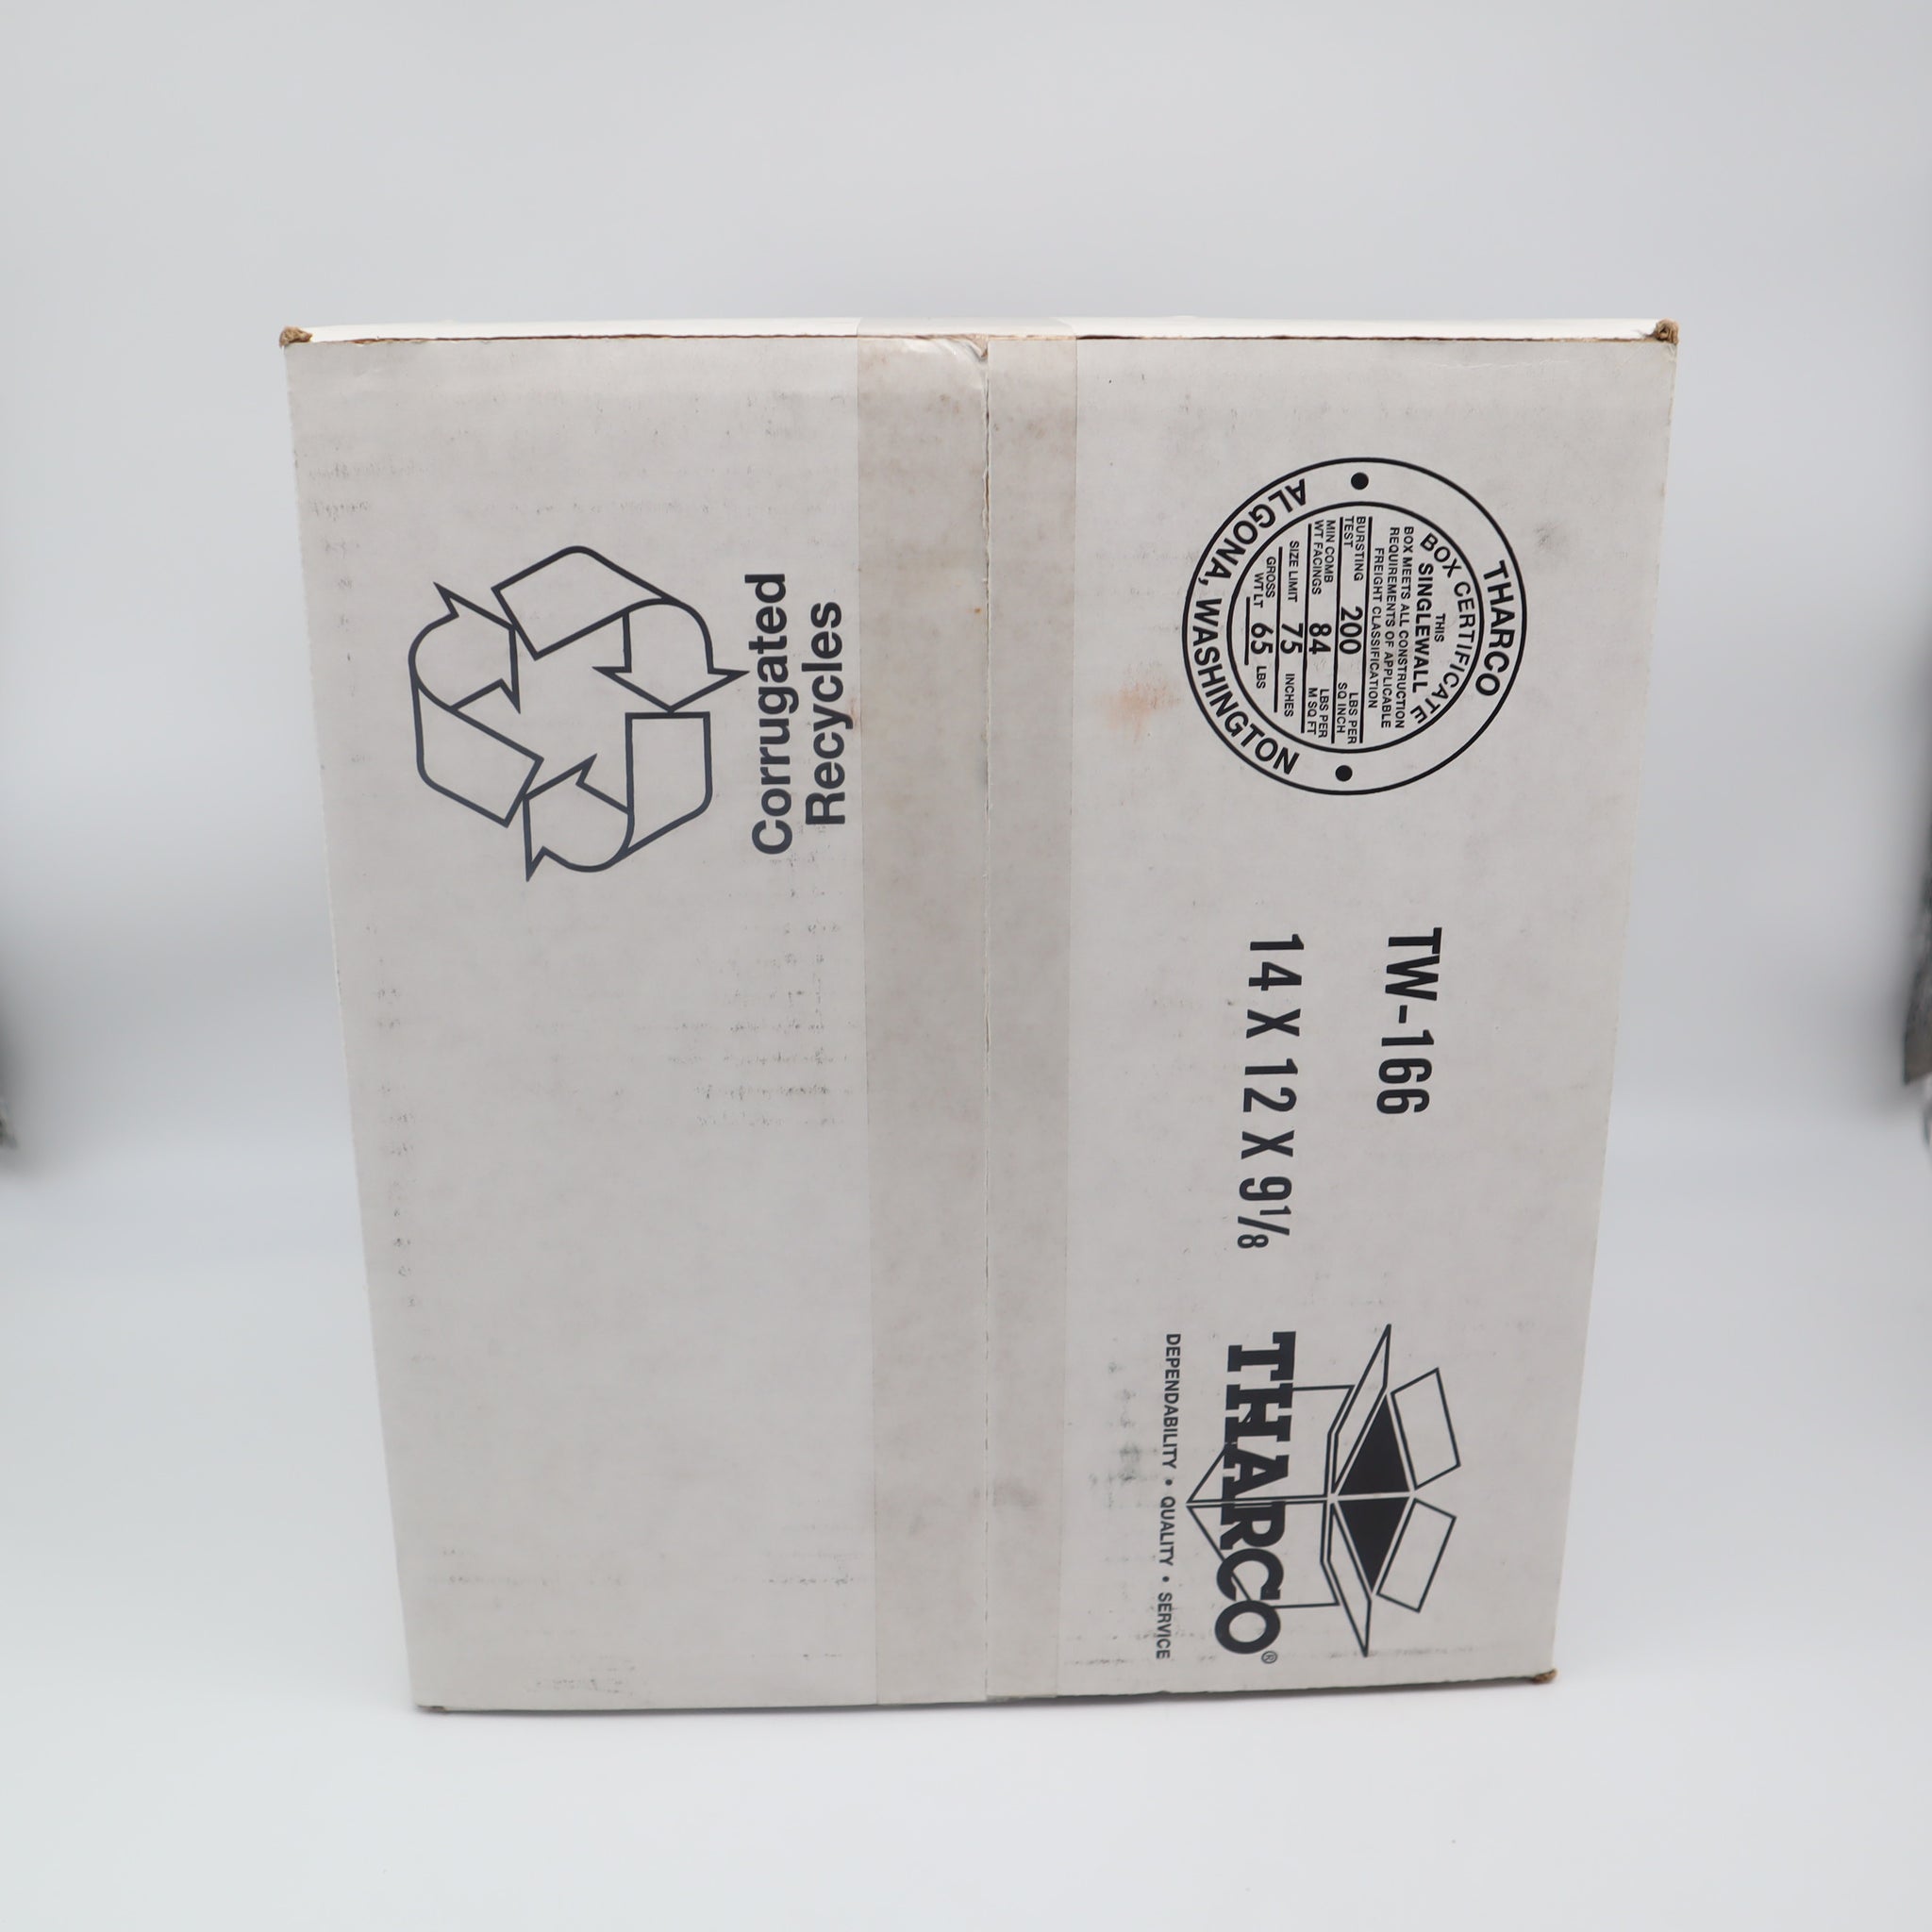 Corrugated
Recycles
THARCO
BOX CERTIFICATE
THIS
SINGLEWALL
BOX MEETS ALL CONSTRUCTION
REQUIREMENTS OF APPLICABLE
FREIGHT CLASSIFICATION
BURSTING TEST 200 LBS PER SQ INCH
MIN COMB WT FACINGS 84 LBS PER M SQ FT
SIZE LIMIT 75 INCHES
GROSS WT LT 65 LBS
ALGONA, WASHINGTON
TW-166
14 X 12 X 9 1/8
THARCO®
DEPENDABILITY • QUALITY • SERVICE